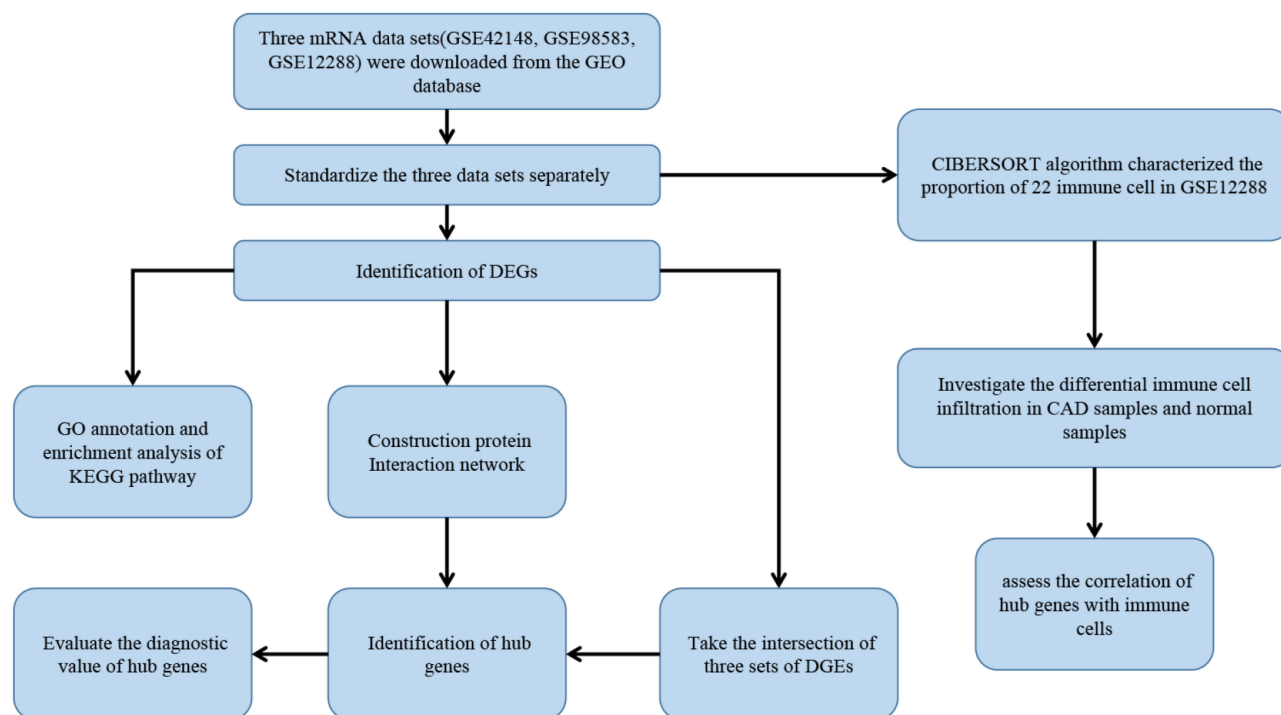 Three mRNA data sets(GSE42148, GSE98583,
GSE12288) were downloaded from the GEO
database
Standardize the three data sets separately
CIBERSORT algorithm characterized the
proportion of 22 immune cell in GSE12288
Identification of DEGs
Investigate the differential immune cell
infiltration in CAD samples and normal
samples
GO annotation and
enrichment analysis of
KEGG pathway
Construction protein
Interaction network
assess the correlation of
hub genes with immune
cells
Evaluate the diagnostic
value of hub genes
Identification of hub
genes
Take the intersection of
three sets of DGEs